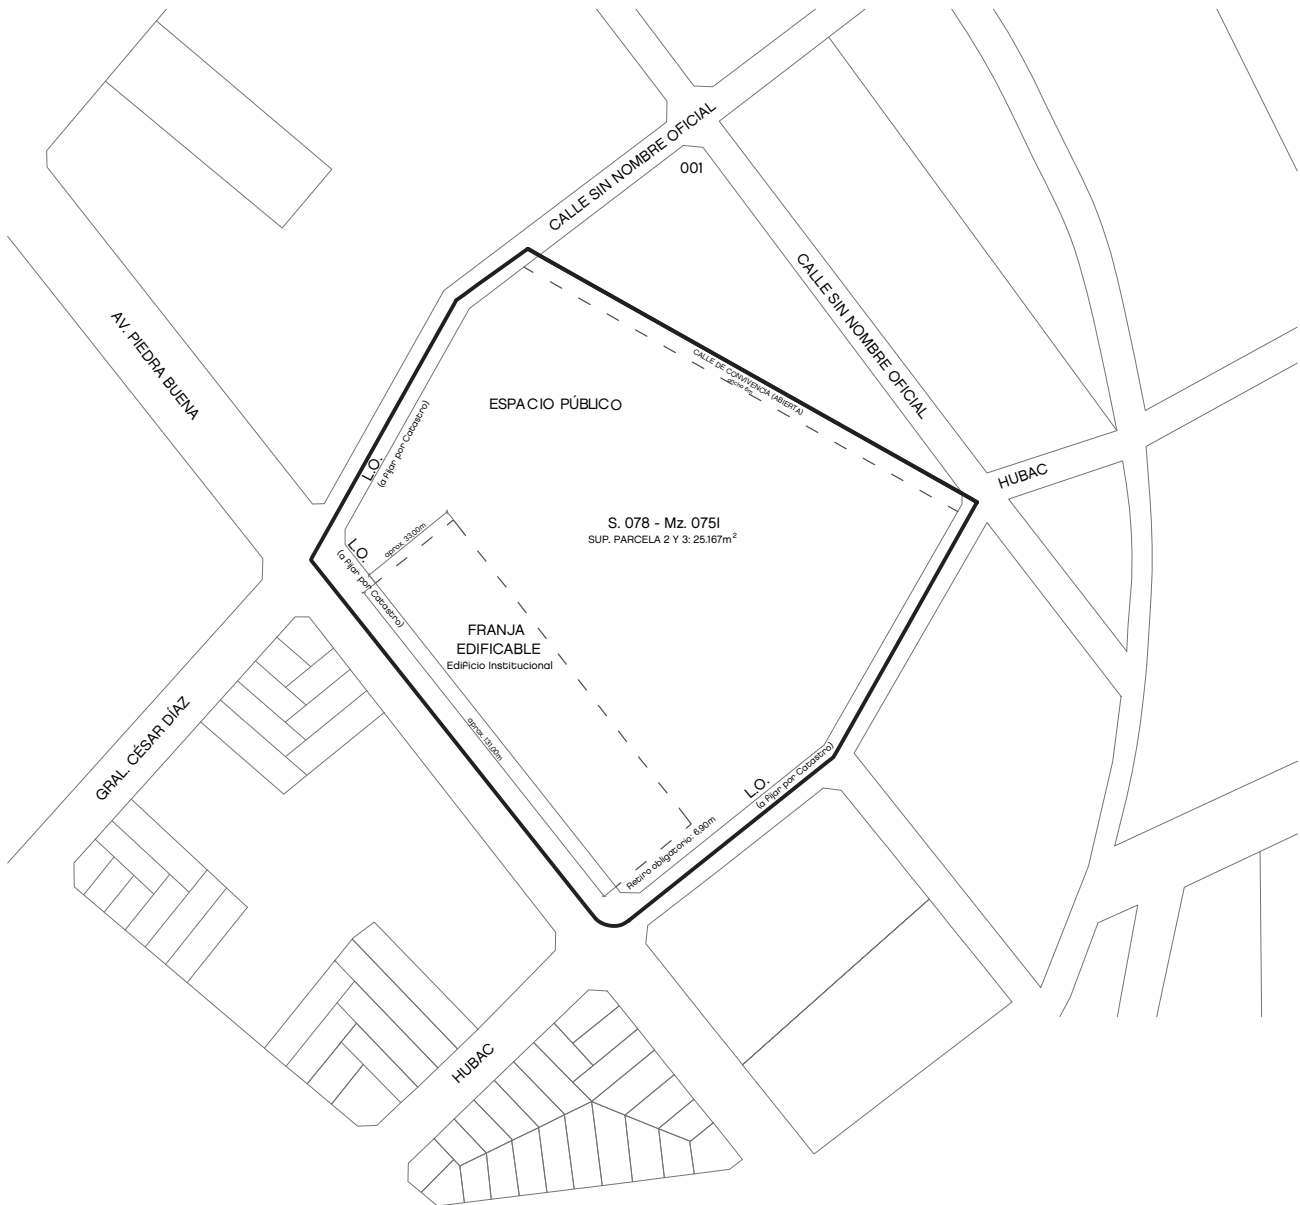 CALLE SIN NOMBRE OFICIAL
001
CALLE SIN NOMBRE OFICIAL
AV. PIEDRA BUENA
CALLE DE CONVIVENCIA (ABIERTA)
ancho 6m
ESPACIO PÚBLICO
L.O.
(a fijar por Catastro)
HUBAC
S. 078 - Mz. 075I
SUP. PARCELA 2 Y 3: 25.167m²
aprox. 33,00m
L.O.
(a fijar por Catastro)
FRANJA
EDIFICABLE
Edificio Institucional
aprox. 131,00m
GRAL. CÉSAR DÍAZ
L.O.
(a fijar por Catastro)
Retiro obligatorio: 6,90m
HUBAC